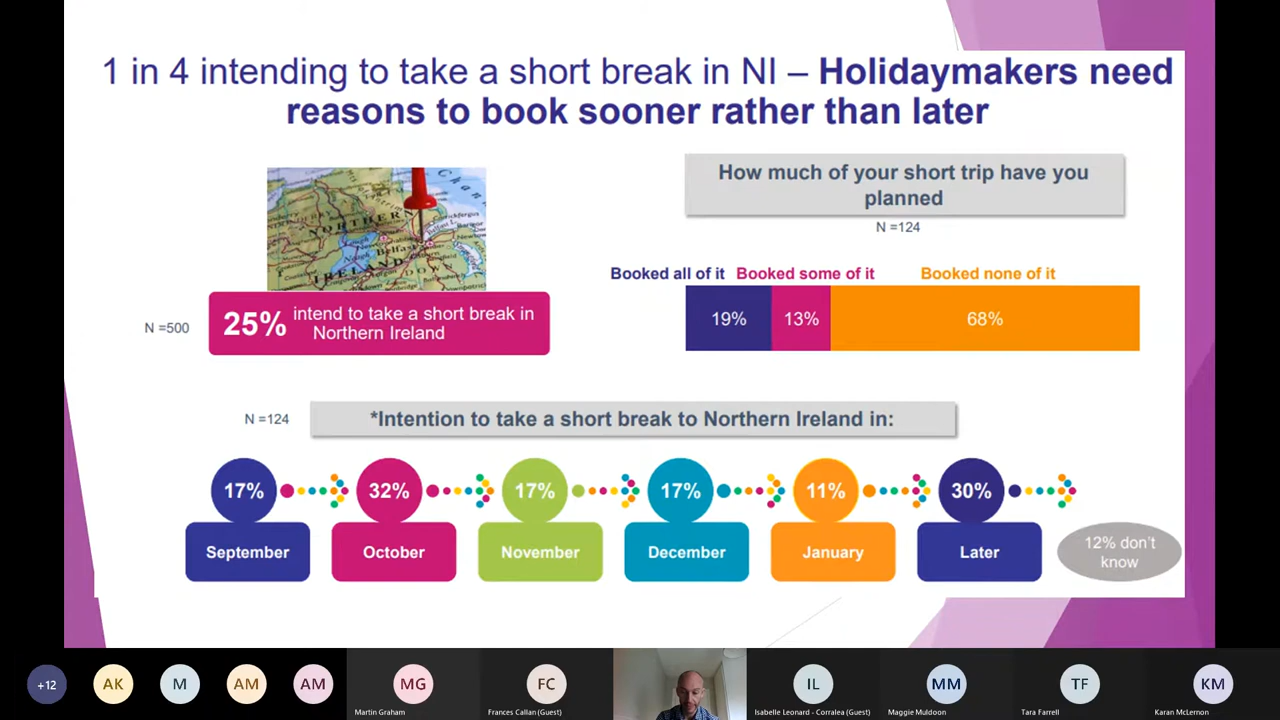 1 in 4 intending to take a short break in NI – Holidaymakers need
reasons to book sooner rather than later
NORTHERN
Belfast
IRELAND
DOWN
N =500
25% intend to take a short break in
Northern Ireland
How much of your short trip have you
planned
N =124
Booked all of it Booked some of it Booked none of it
19% 13% 68%
N =124
*Intention to take a short break to Northern Ireland in:
17% 32% 17% 17% 11% 30%
September October November December January Later
12% don't
know
+12 AK M AM AM MG FC IL MM TF KM
Martin Graham Frances Callan (Guest) Isabelle Leonard - Corralea (Guest) Maggie Muldoon Tara Farrell Karan McLernon